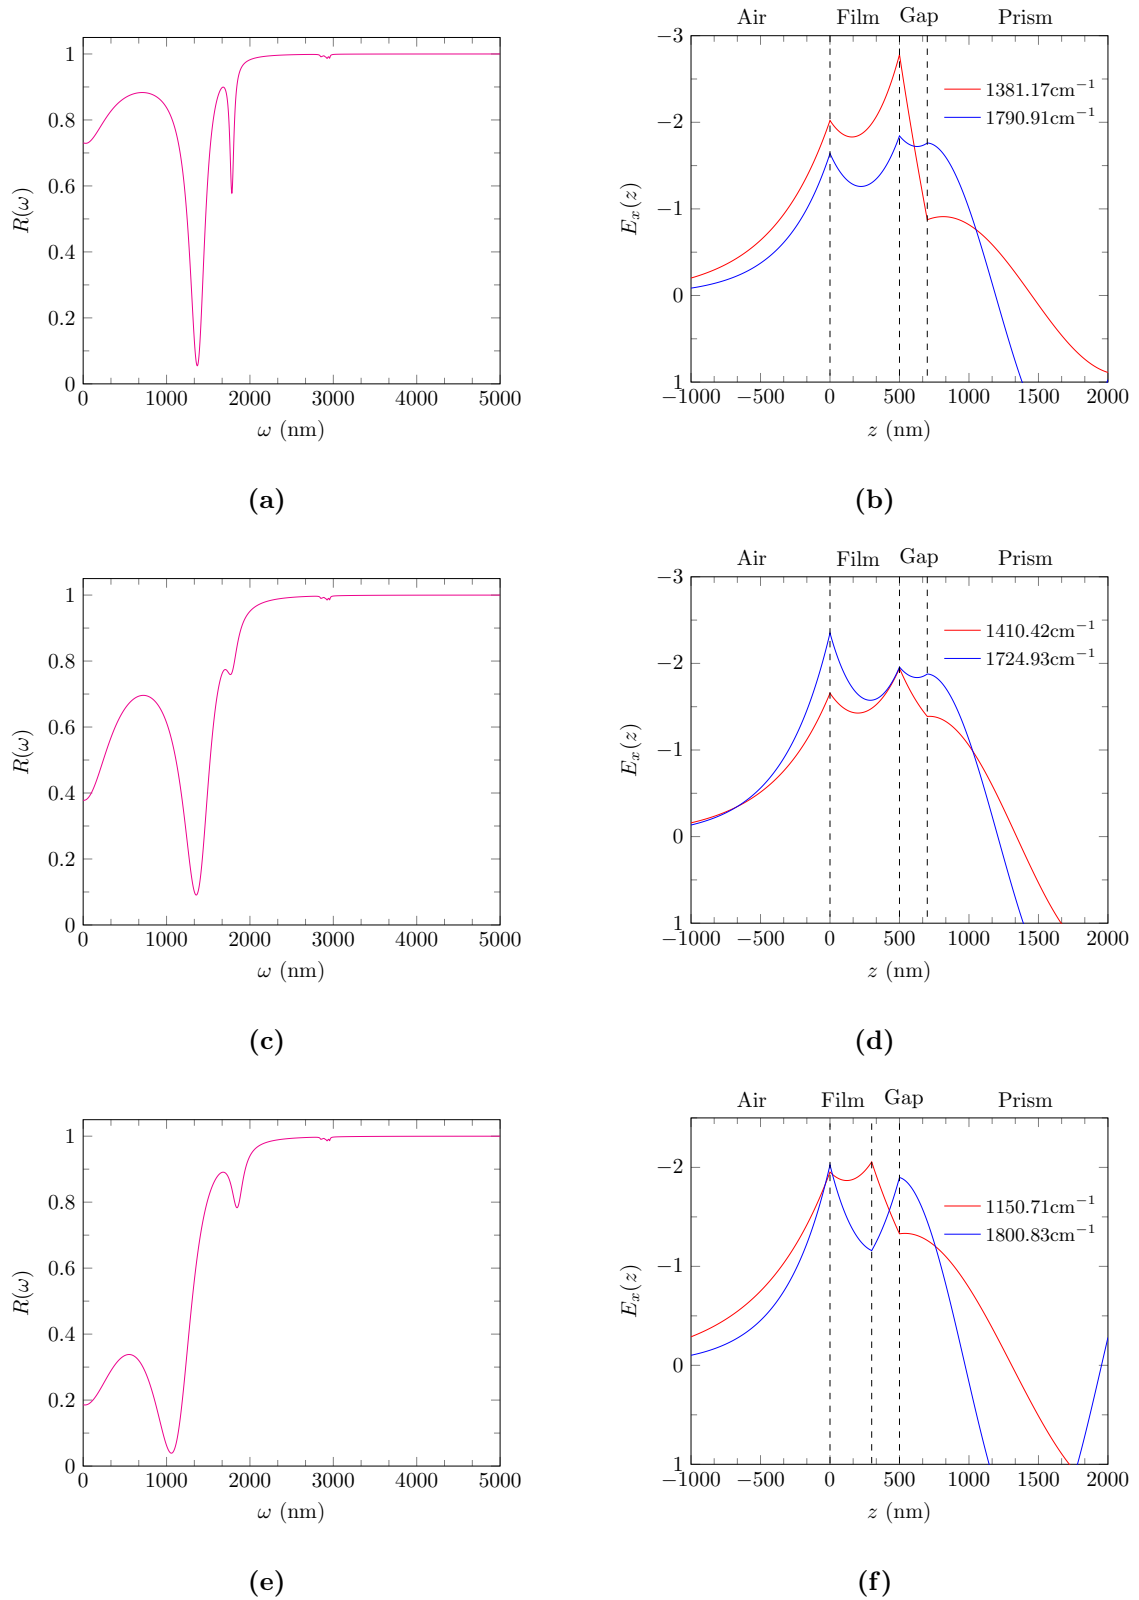 1
0.8
0.6
0.4
0.2
0
R(ω)
0 1000 2000 3000 4000 5000
ω (nm)
(a)
Air Film Gap Prism
−3
−2
−1
0
1
E_x(z)
1381.17cm⁻¹
1790.91cm⁻¹
−1000 −500 0 500 1000 1500 2000
z (nm)
(b)
1
0.8
0.6
0.4
0.2
0
R(ω)
0 1000 2000 3000 4000 5000
ω (nm)
(c)
Air Film Gap Prism
−3
−2
−1
0
1
E_x(z)
1410.42cm⁻¹
1724.93cm⁻¹
−1000 −500 0 500 1000 1500 2000
z (nm)
(d)
1
0.8
0.6
0.4
0.2
0
R(ω)
0 1000 2000 3000 4000 5000
ω (nm)
(e)
Air Film Gap Prism
−2
−1
0
1
E_x(z)
1150.71cm⁻¹
1800.83cm⁻¹
−1000 −500 0 500 1000 1500 2000
z (nm)
(f)